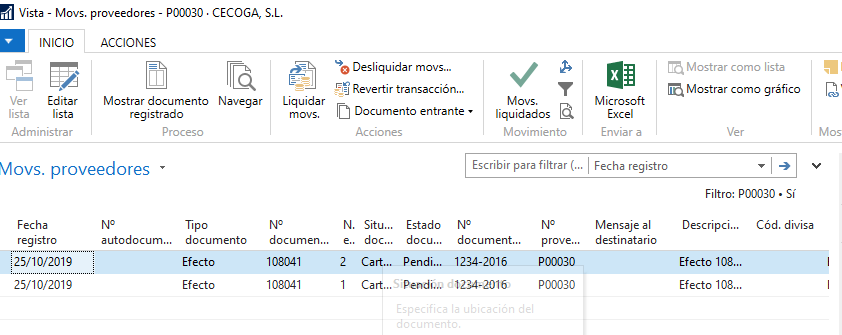 Vista - Movs. proveedores - P00030 · CECOGA, S.L.
INICIO ACCIONES
Ver lista
Editar lista
Administrar
Mostrar documento registrado
Navegar
Proceso
Liquidar movs.
Desliquidar movs...
Revertir transacción...
Documento entrante
Acciones
Movs. liquidados
Movimiento
Microsoft Excel
Enviar a
Mostrar como lista
Mostrar como gráfico
Ver
Mos
Movs. proveedores
Escribir para filtrar (... Fecha registro
Filtro: P00030 • Sí
Fecha registro Nº autodocum... Tipo documento Nº documen... N. e... Situ... doc... Estado docu... Nº document... Nº prove... Mensaje al destinatario Descripci... Cód. divisa
25/10/2019 Efecto 108041 2 Cart... Pendi... 1234-2016 P00030 Efecto 108...
25/10/2019 Efecto 108041 1 Cart... Pendi... 1234-2016 P00030 Efecto 108...
Situación documento
Especifica la ubicación del
documento.